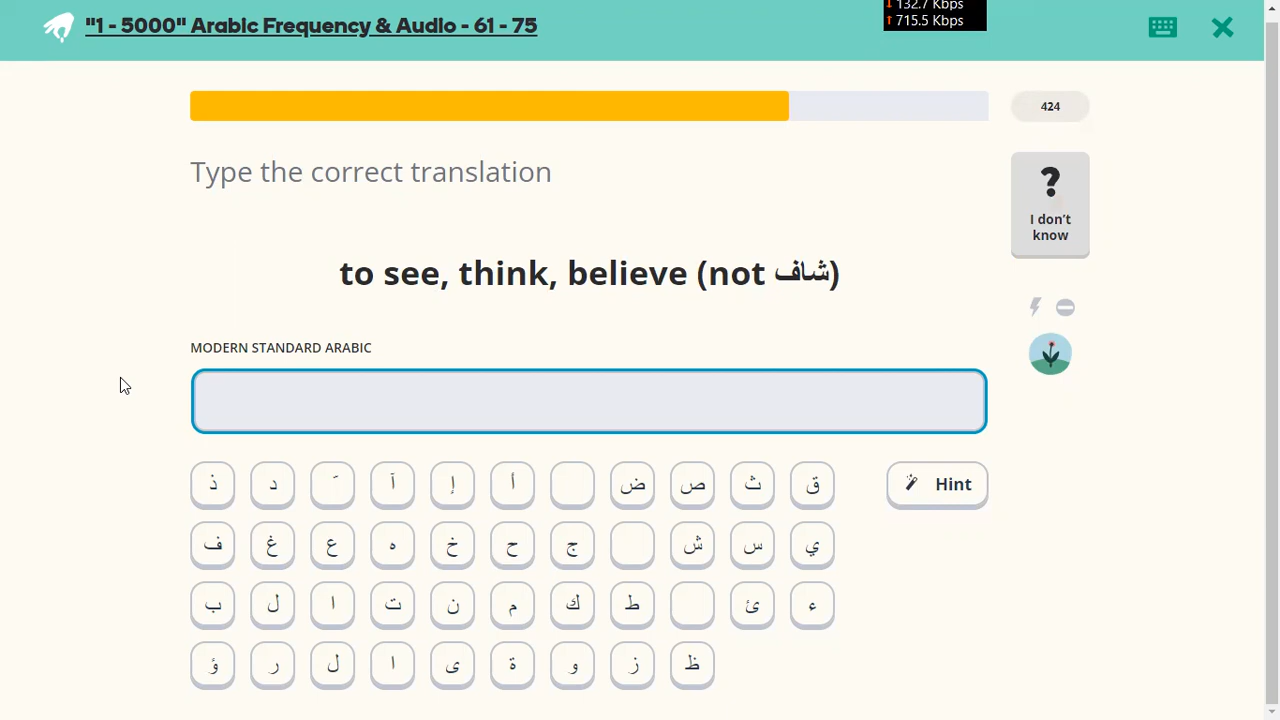 "1 - 5000" Arabic Frequency & Audio - 61 - 75
132.7 Kbps
715.5 Kbps
424
Type the correct translation
I don't
know
to see, think, believe (not شاف)
MODERN STANDARD ARABIC
ذ د َ آ إ أ ض ص ث ق
Hint
ف غ ع ه خ ح ج ش س ي
ب ل ا ت ن م ك ط ئ ء
ؤ ر ل ا ى ة و ز ظ